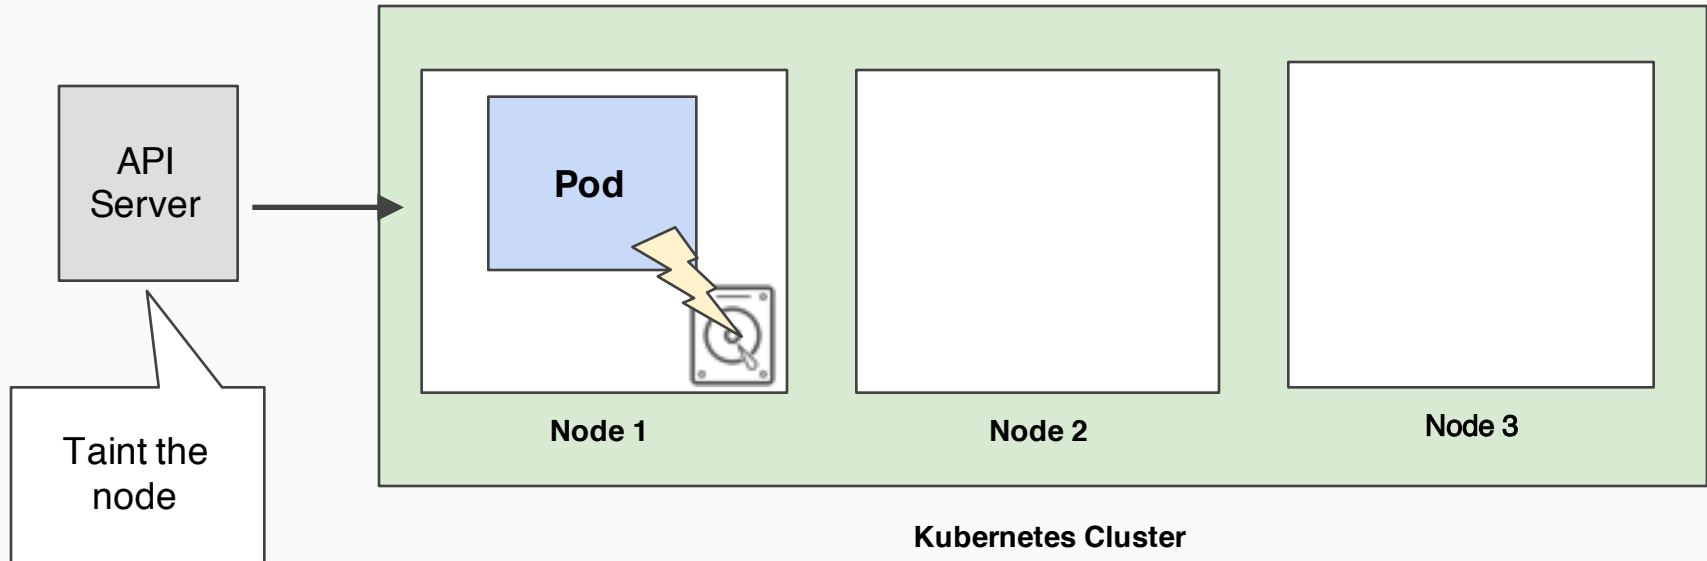 API
Server
Pod
Taint the
node
Node 1
Node 2
Node 3
Kubernetes Cluster